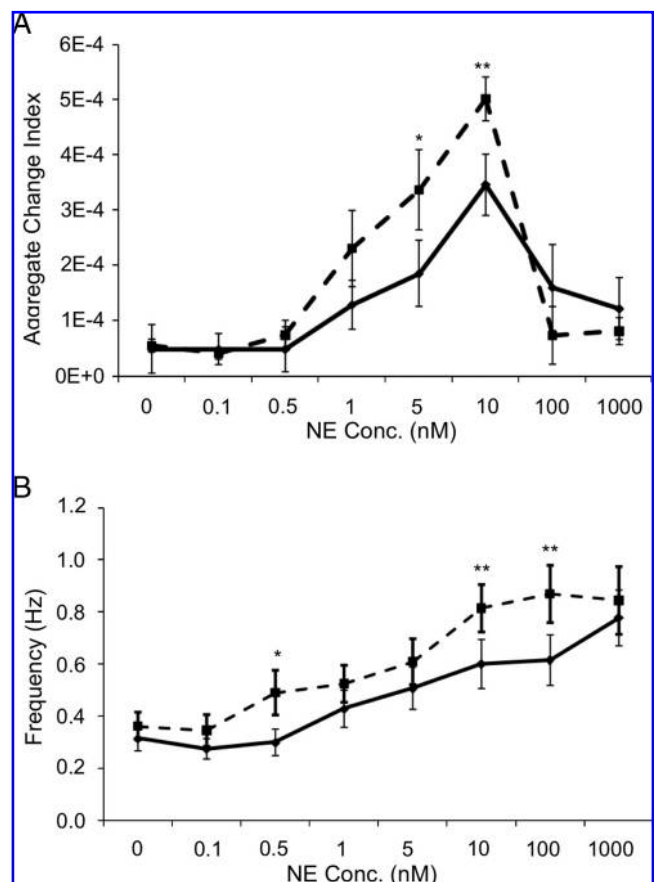 A
6E-4
5E-4
4E-4
3E-4
2E-4
1E-4
0E+0
Aggregate Change Index
*
**
0 0.1 0.5 1 5 10 100 1000
NE Conc. (nM)
B
1.2
1.0
0.8
0.6
0.4
0.2
0.0
Frequency (Hz)
*
**
**
0 0.1 0.5 1 5 10 100 1000
NE Conc. (nM)